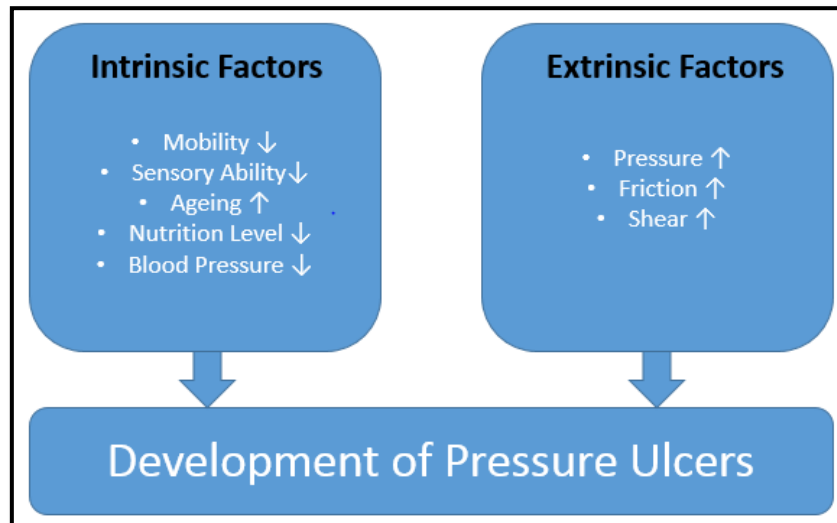 Intrinsic Factors
• Mobility ↓
• Sensory Ability↓
• Ageing ↑
• Nutrition Level ↓
• Blood Pressure ↓
Extrinsic Factors
• Pressure ↑
• Friction ↑
• Shear ↑
Development of Pressure Ulcers